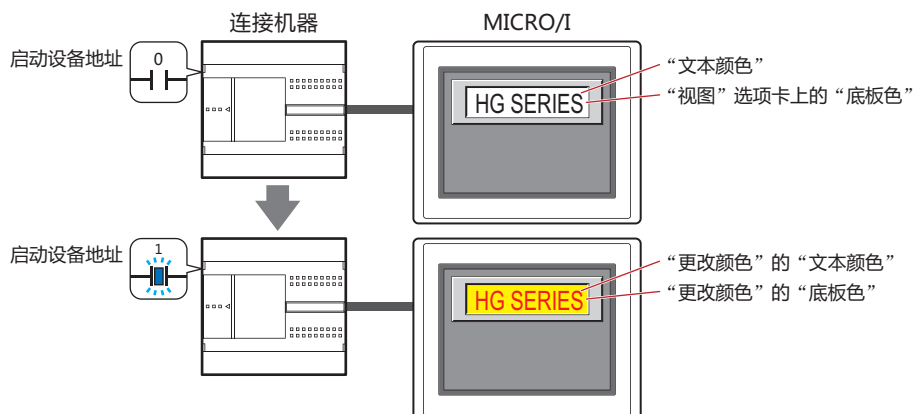 连接机器
MICRO/I
启动设备地址
0
HG SERIES
“文本颜色”
“视图”选项卡上的“底板色”
启动设备地址
1
HG SERIES
“更改颜色”的“文本颜色”
“更改颜色”的“底板色”